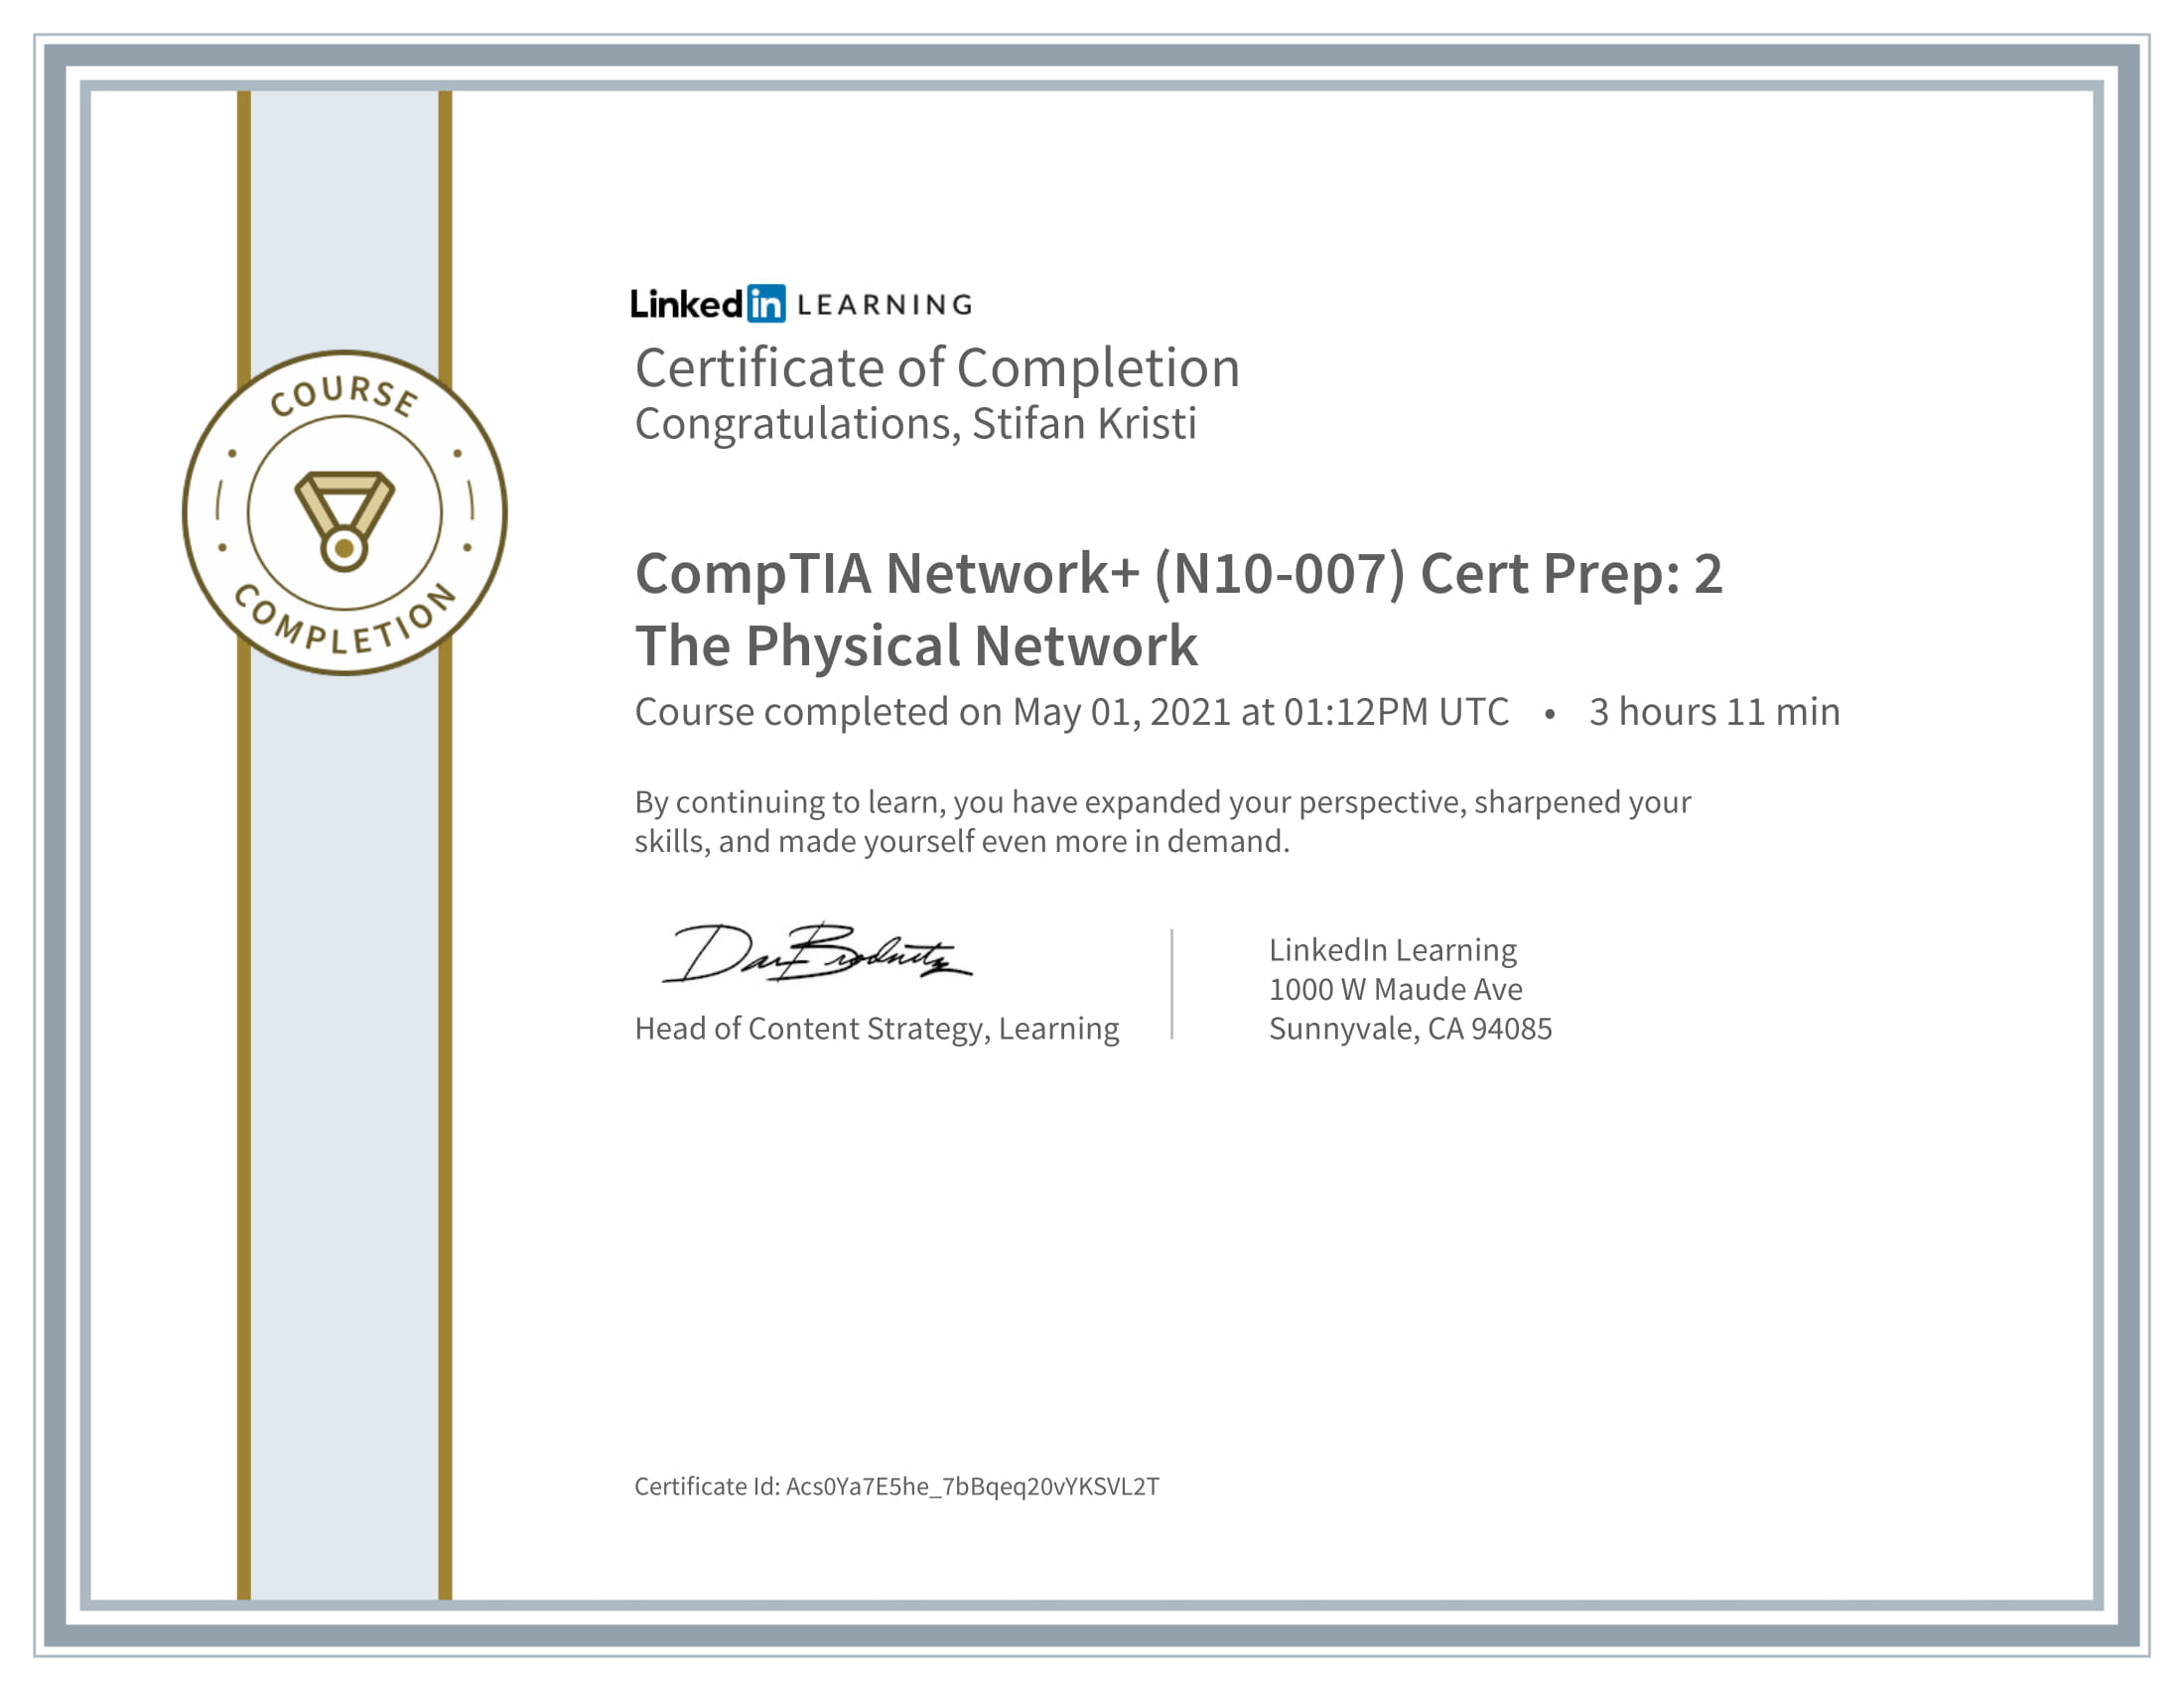 COURSE
COMPLETION
Linked in LEARNING
Certificate of Completion
Congratulations, Stifan Kristi
CompTIA Network+ (N10-007) Cert Prep: 2
The Physical Network
Course completed on May 01, 2021 at 01:12PM UTC • 3 hours 11 min
By continuing to learn, you have expanded your perspective, sharpened your
skills, and made yourself even more in demand.
Head of Content Strategy, Learning
LinkedIn Learning
1000 W Maude Ave
Sunnyvale, CA 94085
Certificate Id: Acs0Ya7E5he_7bBqeq20vYKSVL2T